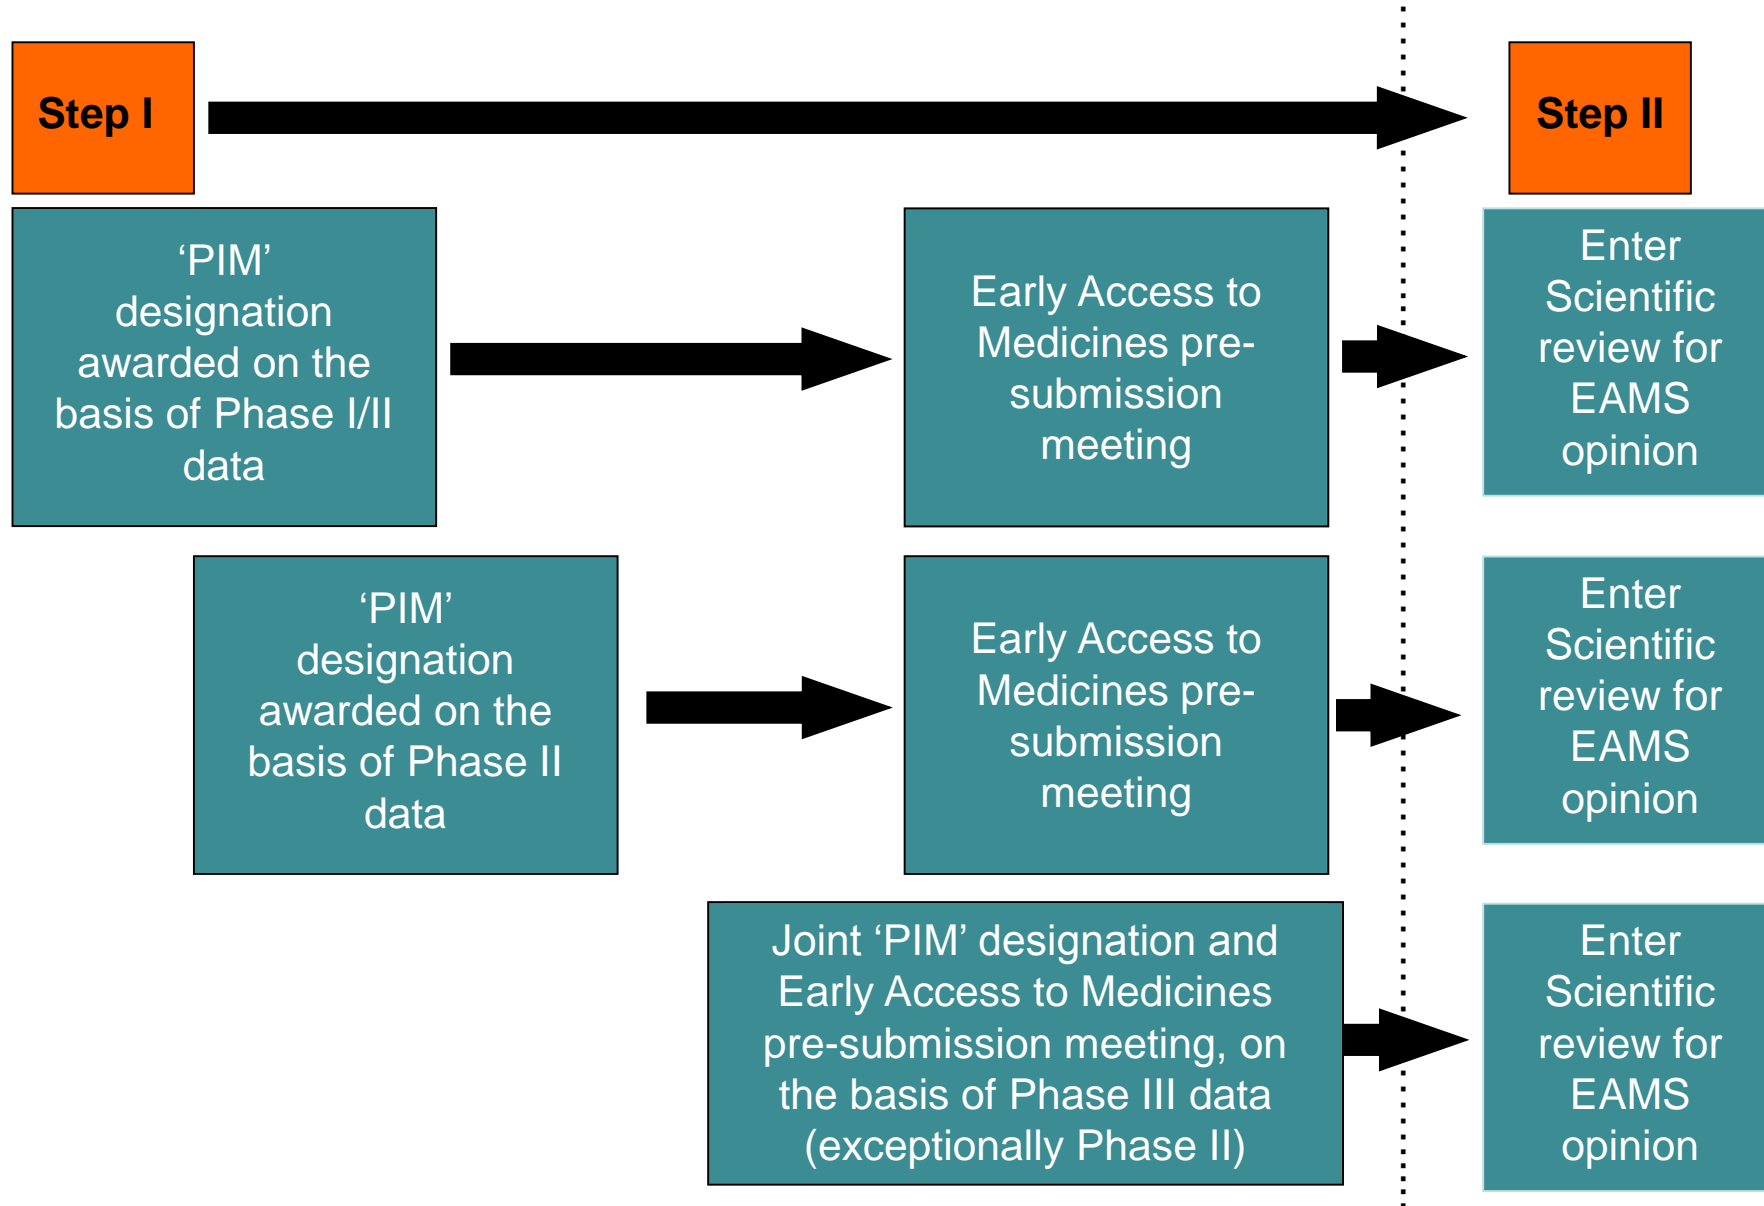 Step I
Step II
‘PIM’
designation
awarded on the
basis of Phase I/II
data
Early Access to
Medicines pre-
submission
meeting
Enter
Scientific
review for
EAMS
opinion
‘PIM’
designation
awarded on the
basis of Phase II
data
Early Access to
Medicines pre-
submission
meeting
Enter
Scientific
review for
EAMS
opinion
Joint ‘PIM’ designation and
Early Access to Medicines
pre-submission meeting, on
the basis of Phase III data
(exceptionally Phase II)
Enter
Scientific
review for
EAMS
opinion